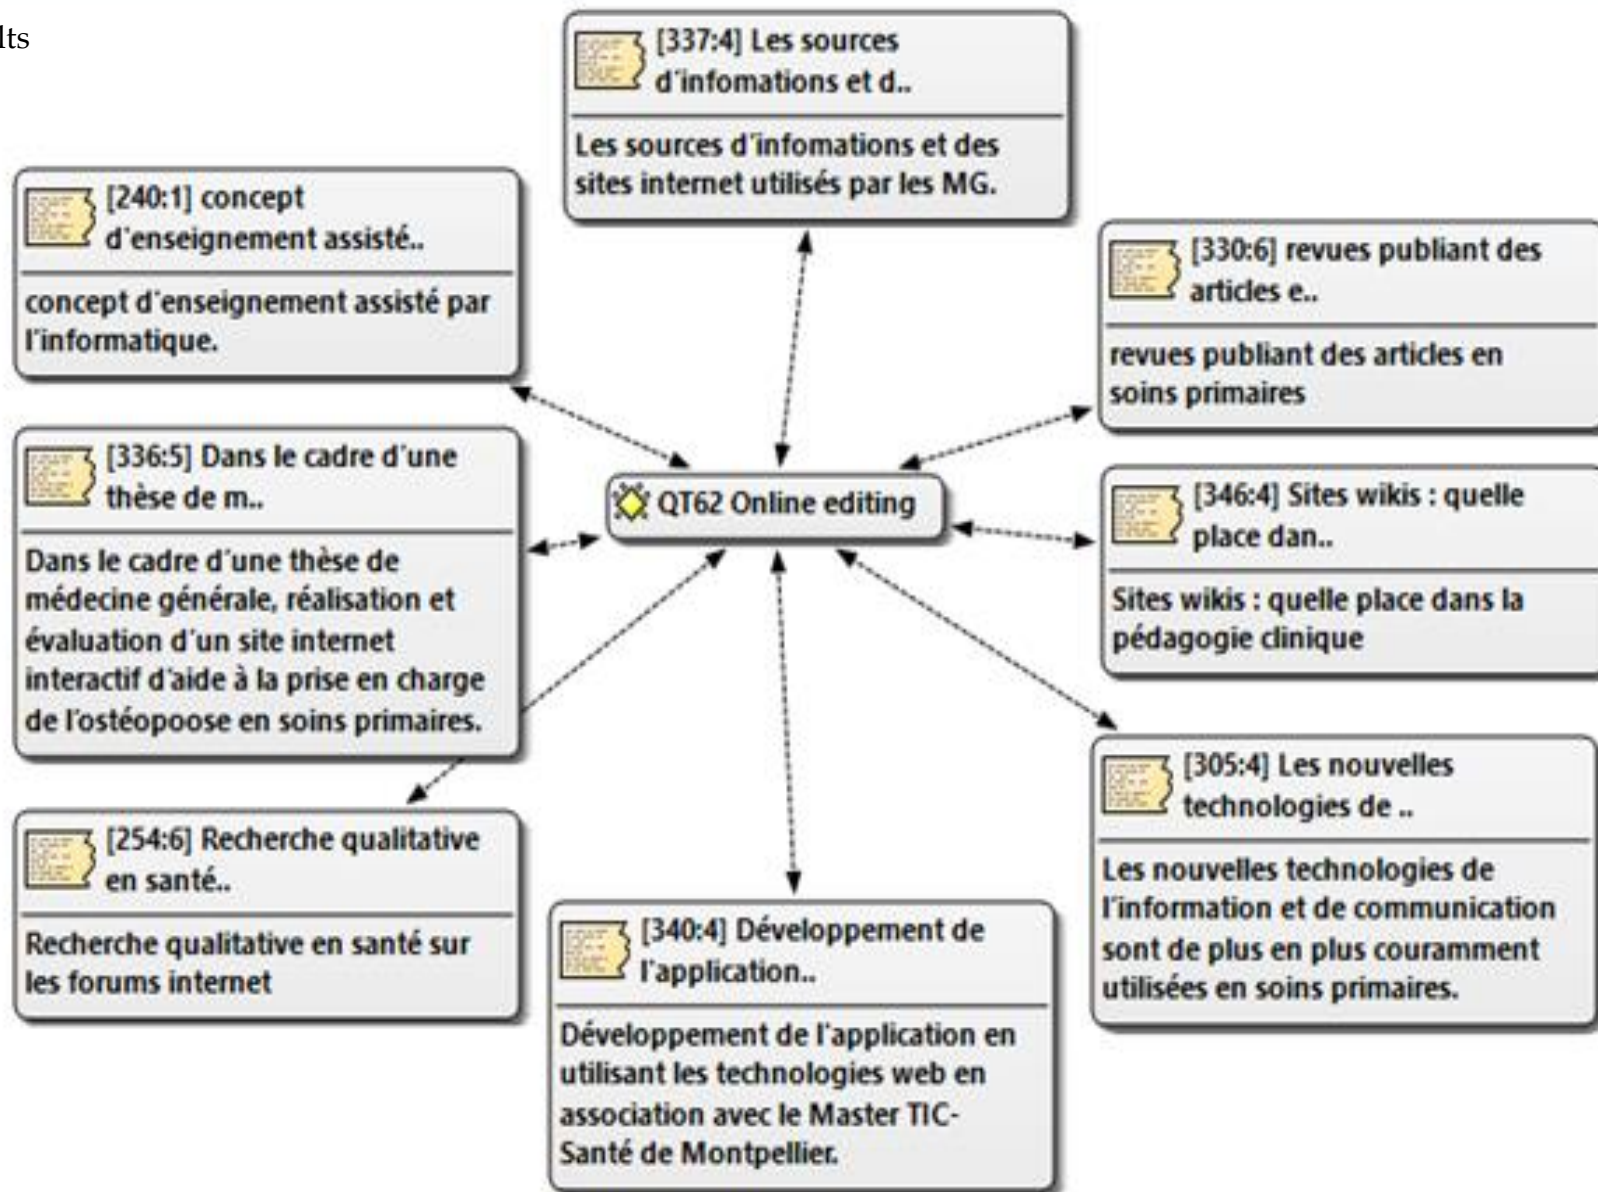 lts
[337:4] Les sources
d'infomations et d..
Les sources d'infomations et des
sites internet utilisés par les MG.
[240:1] concept
d'enseignement assisté..
concept d'enseignement assisté par
l'informatique.
[330:6] revues publiant des
articles e..
revues publiant des articles en
soins primaires
[336:5] Dans le cadre d'une
thèse de m..
Dans le cadre d'une thèse de
médecine générale, réalisation et
évaluation d'un site internet
interactif d'aide à la prise en charge
de l'ostéopoose en soins primaires.
QT62 Online editing
[346:4] Sites wikis : quelle
place dan..
Sites wikis : quelle place dans la
pédagogie clinique
[254:6] Recherche qualitative
en santé..
Recherche qualitative en santé sur
les forums internet
[340:4] Développement de
l'application..
Développement de l'application en
utilisant les technologies web en
association avec le Master TIC-
Santé de Montpellier.
[305:4] Les nouvelles
technologies de ..
Les nouvelles technologies de
l'information et de communication
sont de plus en plus couramment
utilisées en soins primaires.